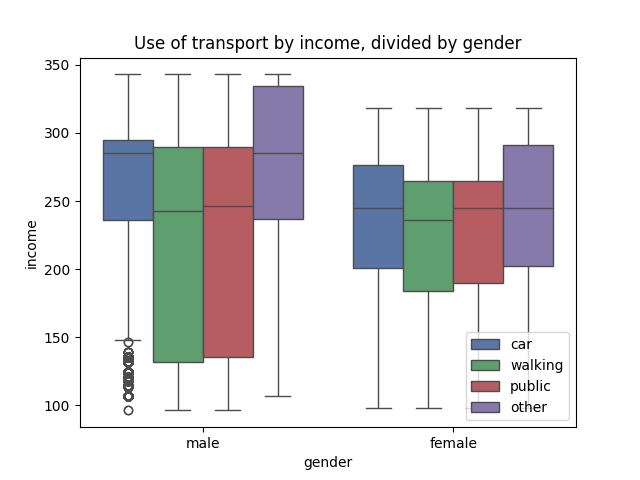 Use of transport by income, divided by gender
350
300
250
200
150
100
income
male
female
gender
car
walking
public
other